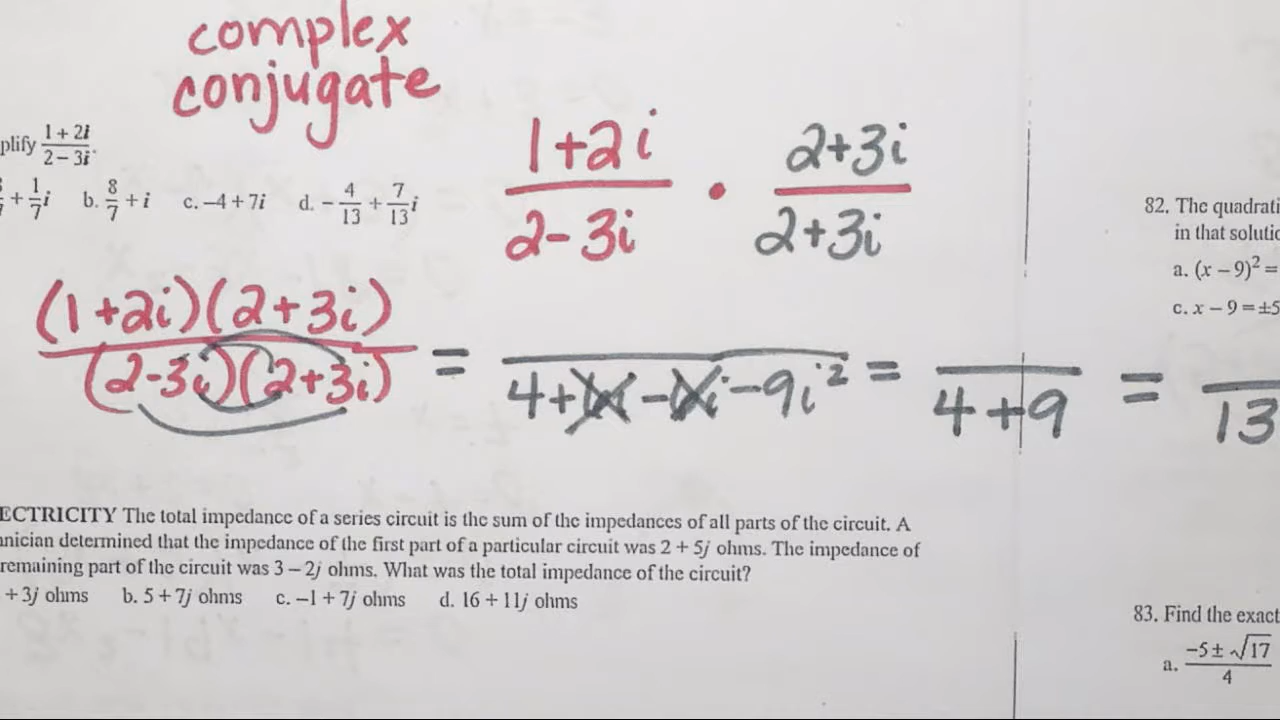 complex
conjugate
plify (1 + 2i)/(2 – 3i).
+ 1/7 i b. 8/7 + i c. –4 + 7i d. – 4/13 + 7/13 i
(1+2i)/(2-3i) · (2+3i)/(2+3i)
((1+2i)(2+3i))/((2-3i)(2+3i)) = /(4+6i-6i-9i²) = /(4+9) = /13
ECTRICITY The total impedance of a series circuit is the sum of the impedances of all parts of the circuit. A
nician determined that the impedance of the first part of a particular circuit was 2 + 5j ohms. The impedance of
remaining part of the circuit was 3 – 2j ohms. What was the total impedance of the circuit?
+ 3j ohms b. 5 + 7j ohms c. –1 + 7j ohms d. 16 + 11j ohms
82. The quadrati
in that solutio
a. (x – 9)² =
c. x – 9 = ±5
83. Find the exact
a. (–5 ± √17)/4